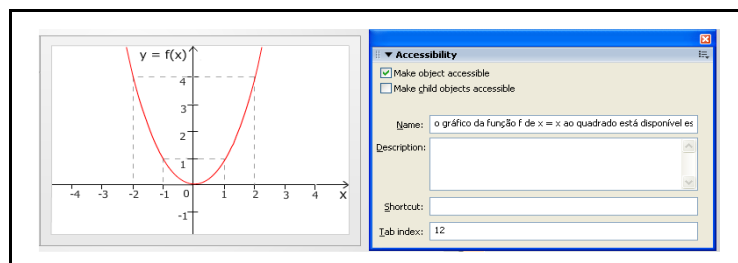 y = f(x)
4
3
2
1
-4 -3 -2 -1 0 1 2 3 4 x
-1
Accessibility
Make object accessible
Make child objects accessible
Name: o gráfico da função f de x = x ao quadrado está disponível es
Description:
Shortcut:
Tab index: 12